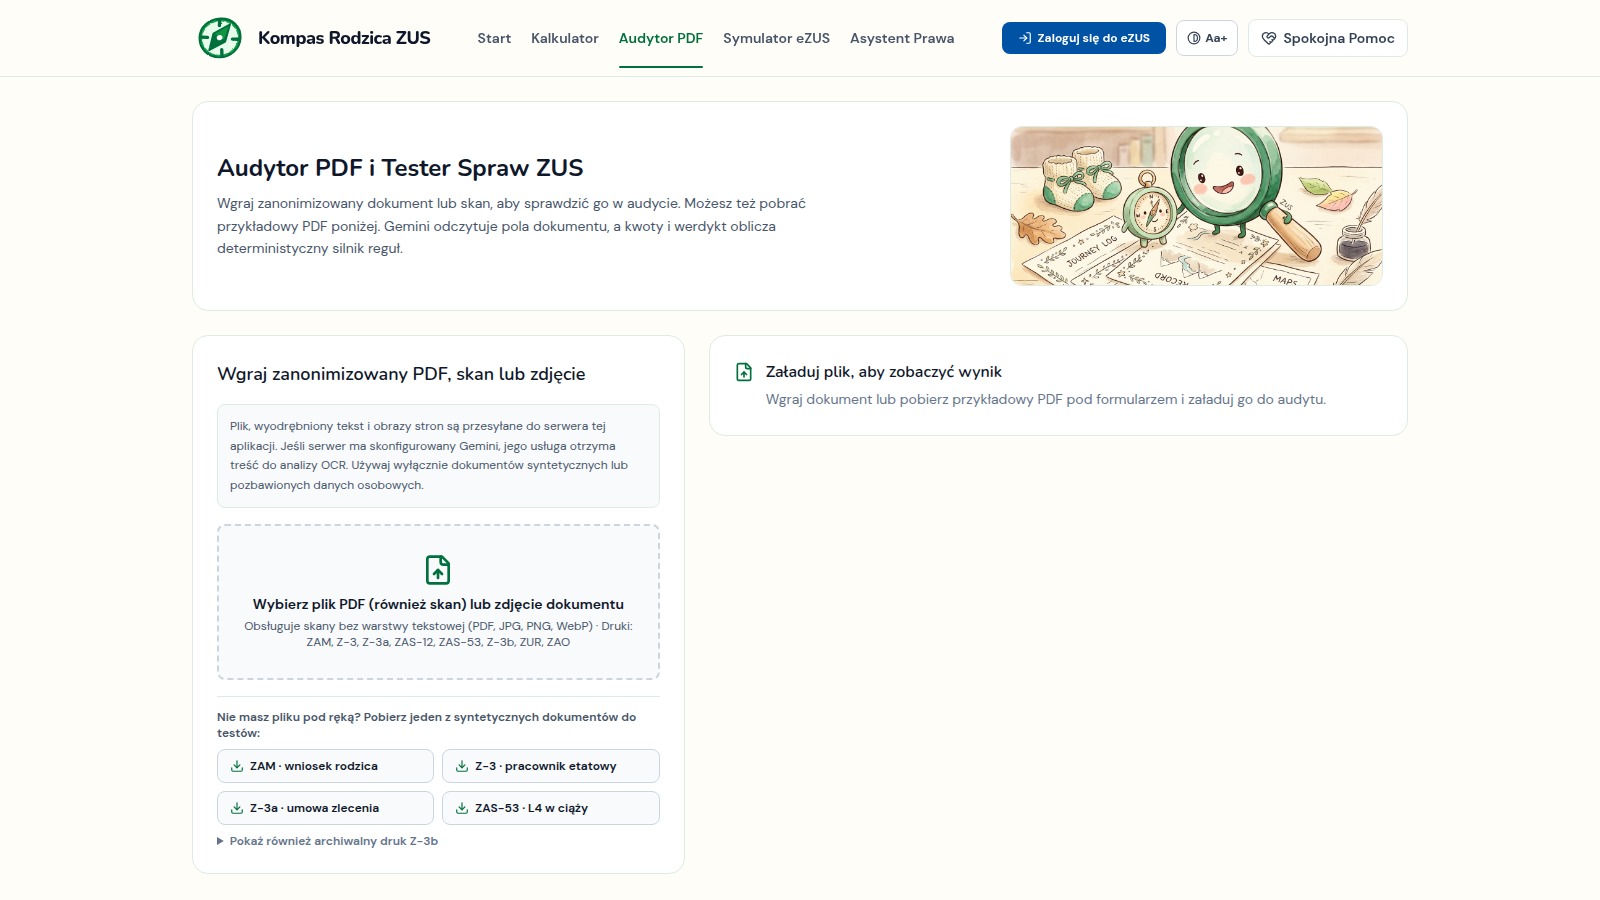 Kompas Rodzica ZUS
Start
Kalkulator
Audytor PDF
Symulator eZUS
Asystent Prawa
Zaloguj się do eZUS
Aa+
Spokojna Pomoc
Audytor PDF i Tester Spraw ZUS
Wgraj zanonimizowany dokument lub skan, aby sprawdzić go w audycie. Możesz też pobrać
przykładowy PDF poniżej. Gemini odczytuje pola dokumentu, a kwoty i werdykt oblicza
deterministyczny silnik reguł.
ZUS
JOURNEY LOG
RECORD
MAPS
Wgraj zanonimizowany PDF, skan lub zdjęcie
Plik, wyodrębniony tekst i obrazy stron są przesyłane do serwera tej
aplikacji. Jeśli serwer ma skonfigurowany Gemini, jego usługa otrzyma
treść do analizy OCR. Używaj wyłącznie dokumentów syntetycznych lub
pozbawionych danych osobowych.
Wybierz plik PDF (również skan) lub zdjęcie dokumentu
Obsługuje skany bez warstwy tekstowej (PDF, JPG, PNG, WebP) · Druki:
ZAM, Z-3, Z-3a, ZAS-12, ZAS-53, Z-3b, ZUR, ZAO
Nie masz pliku pod ręką? Pobierz jeden z syntetycznych dokumentów do
testów:
ZAM · wniosek rodzica
Z-3 · pracownik etatowy
Z-3a · umowa zlecenia
ZAS-53 · L4 w ciąży
Pokaż również archiwalny druk Z-3b
Załaduj plik, aby zobaczyć wynik
Wgraj dokument lub pobierz przykładowy PDF pod formularzem i załaduj go do audytu.